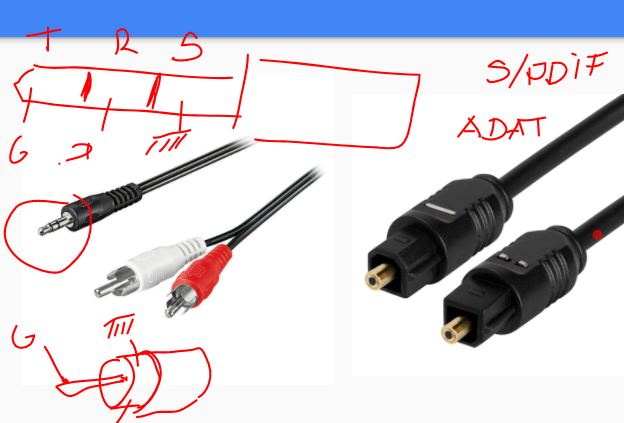 T R S
S/PDiF
ADAT
G
G